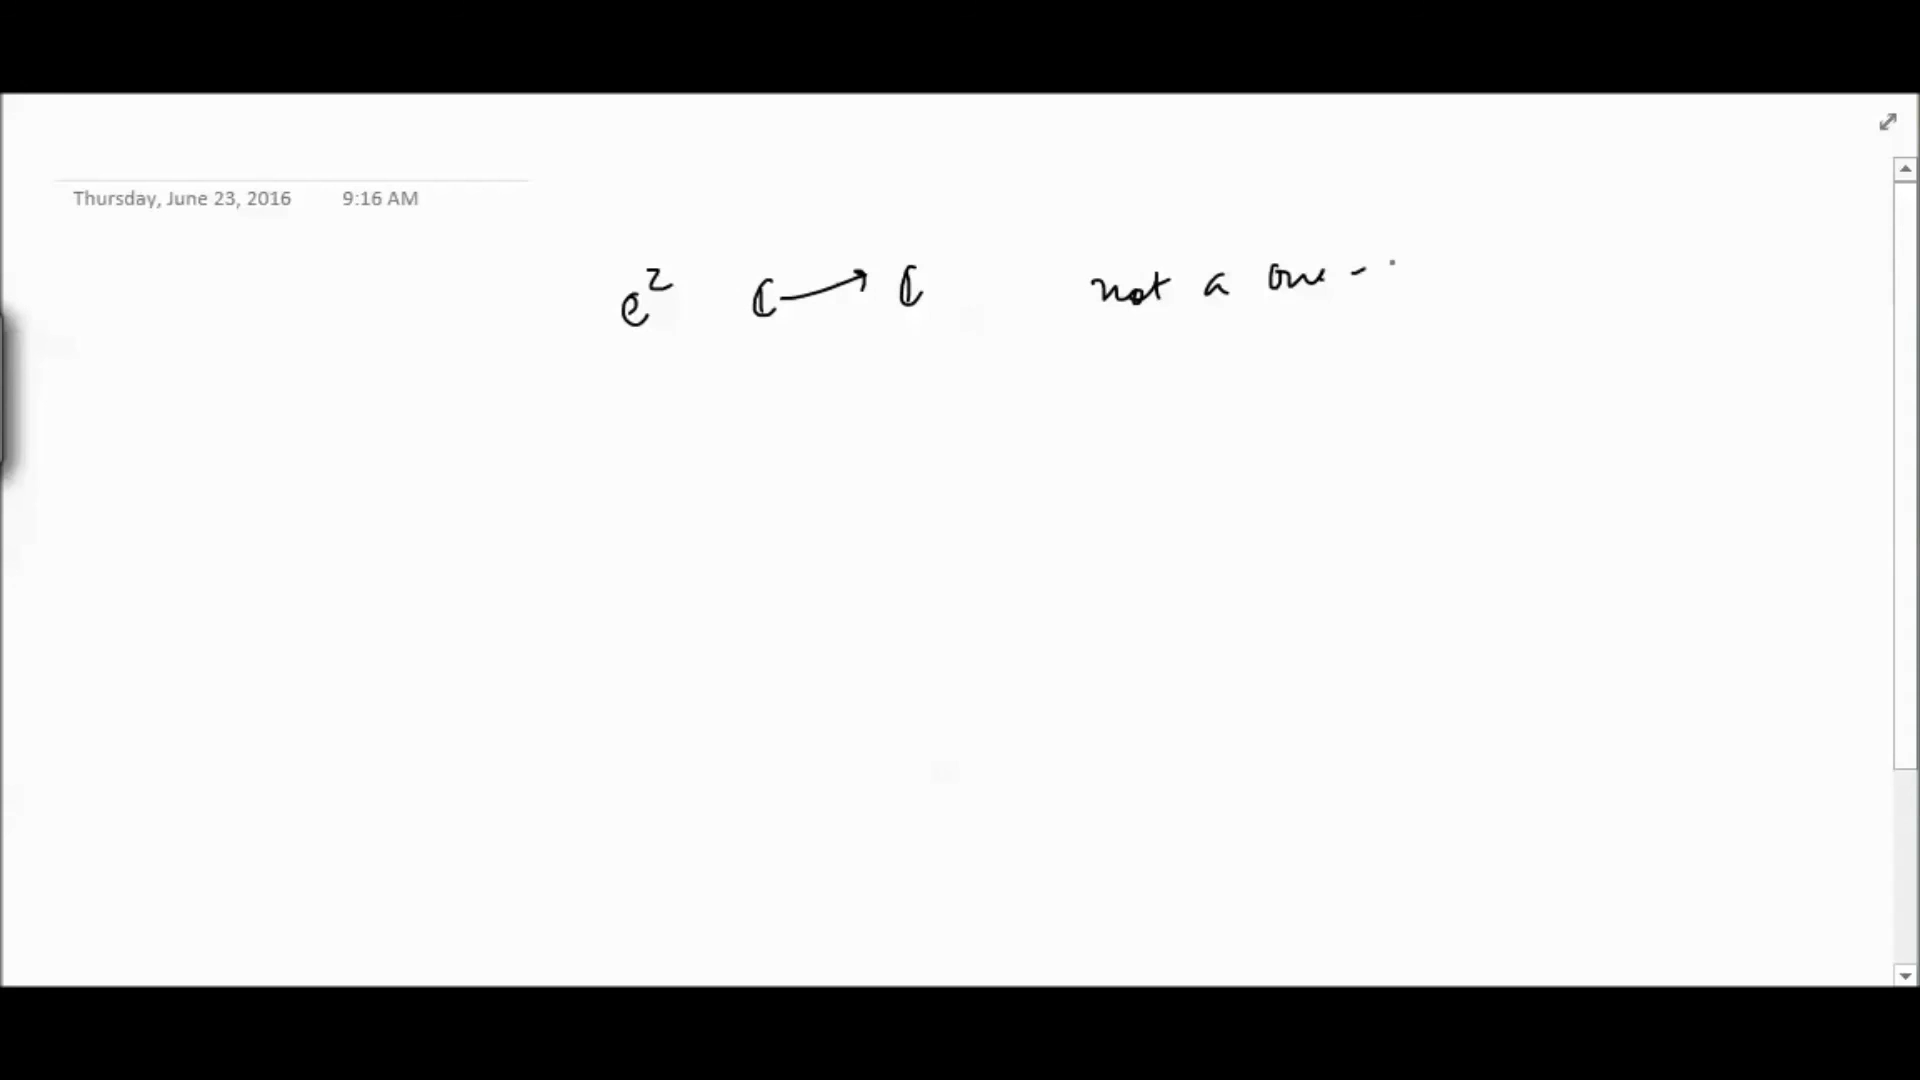 Thursday, June 23, 2016 9:16 AM
e^z ℂ → ℂ not a one -